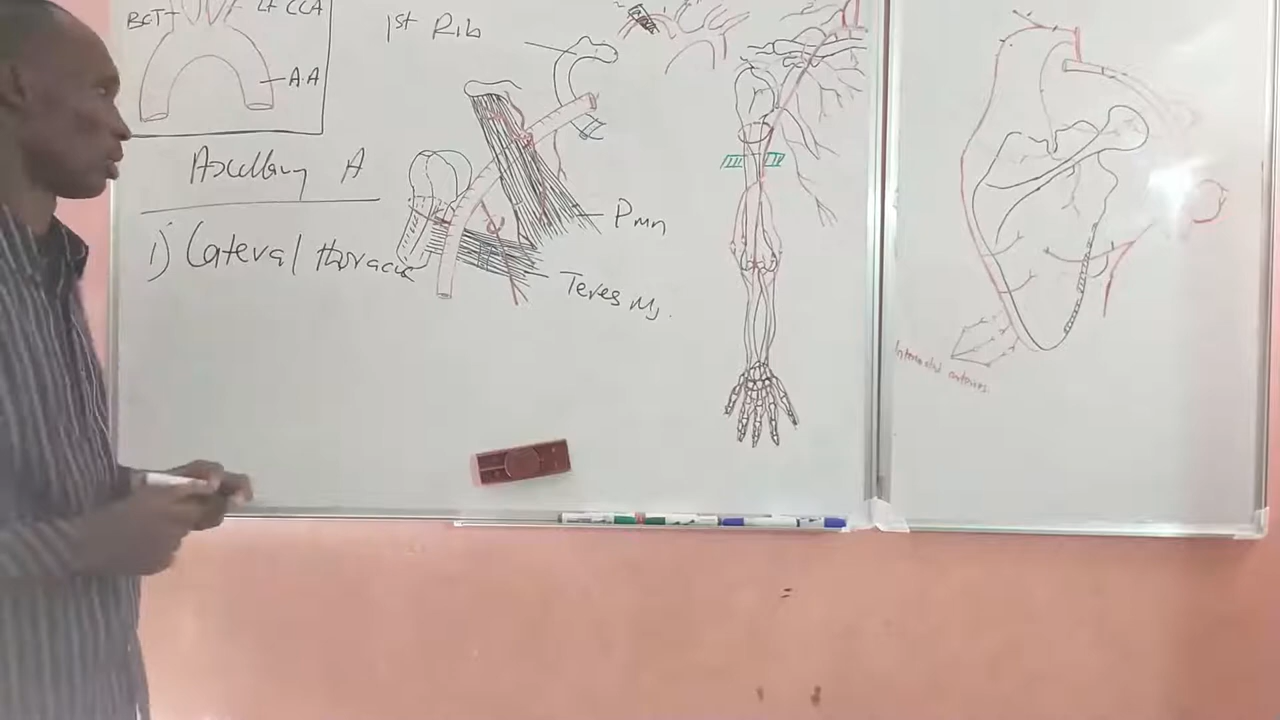 BCT
Lt CCA
A.A
1st Rib
Axillary A
i) Lateral thoracic
Pmn
Teres Mj.
Intercostal arteries.